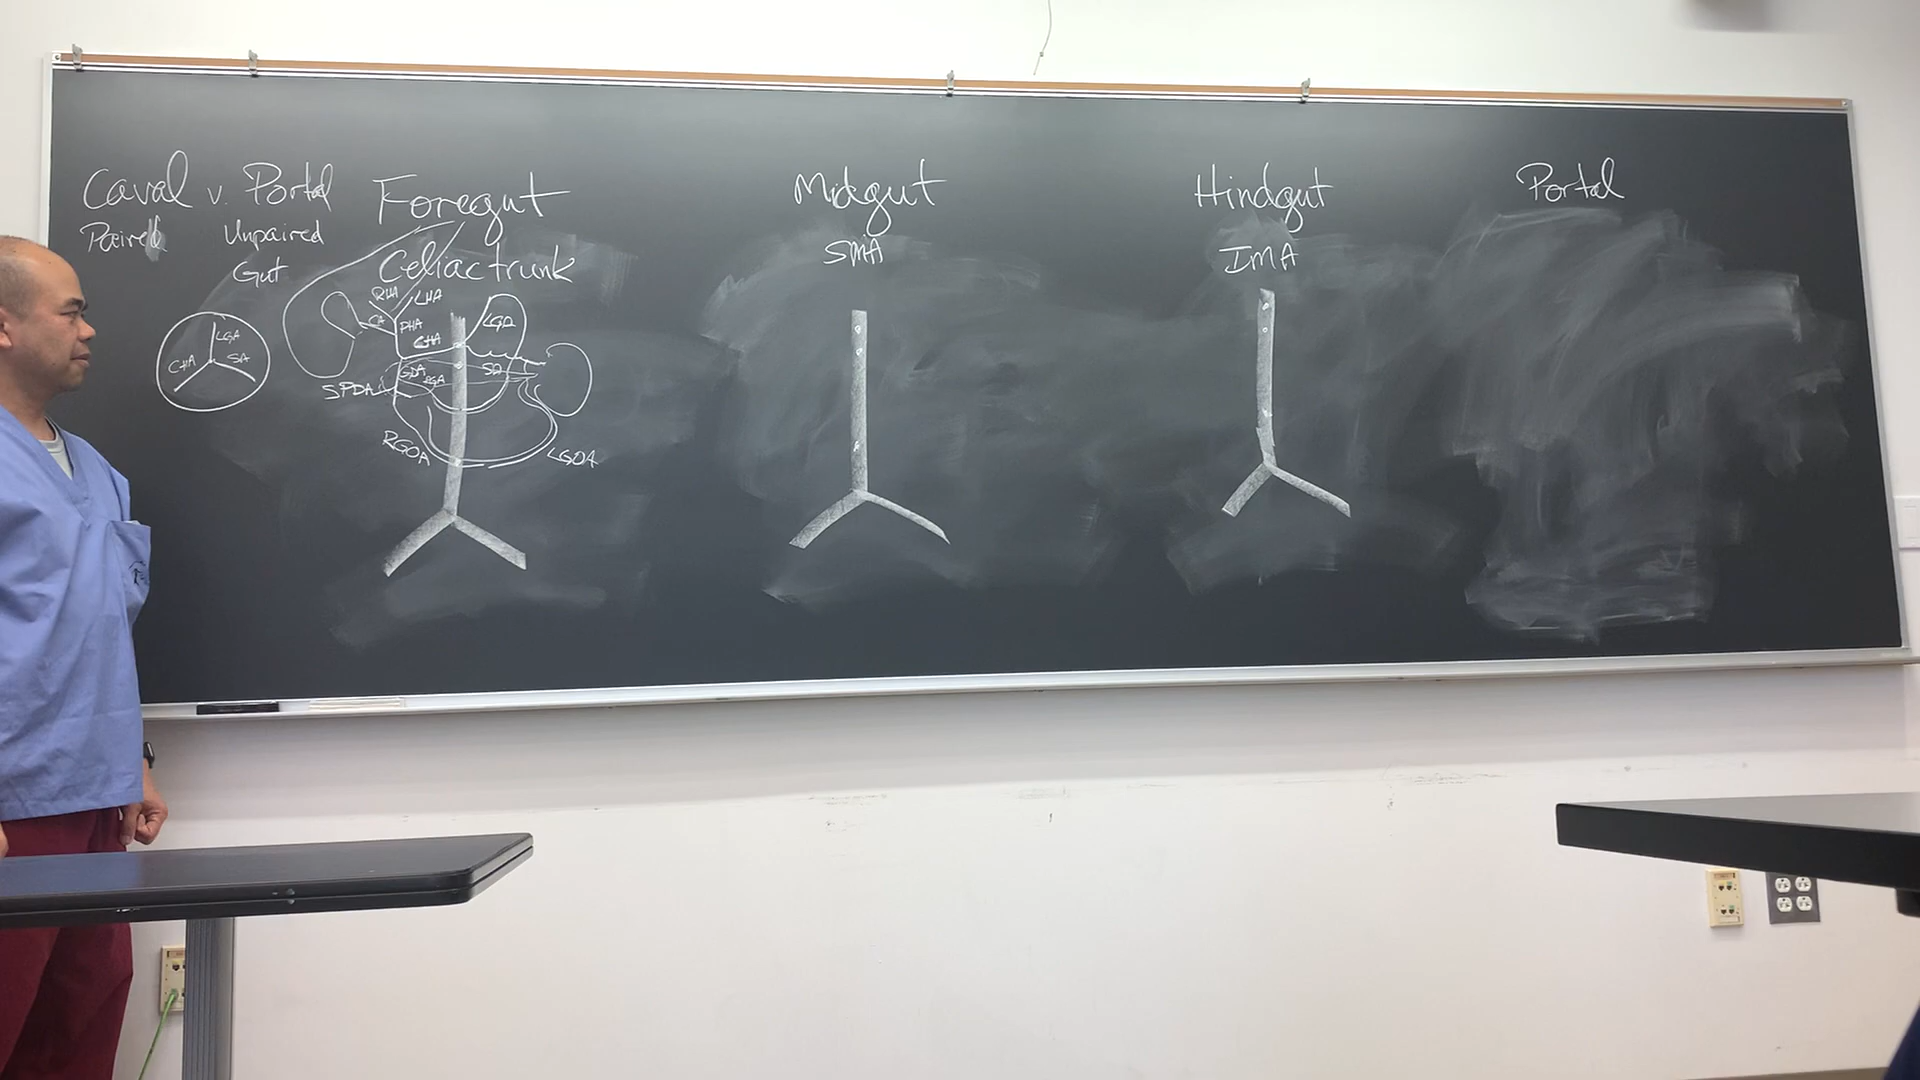 Caval v. Portal
Paired Unpaired
Gut
LGA
CHA SA
Foregut
Celiac trunk
RHA LHA
CA PHA
CHA
LGA
GDA
RGA
SA
SPDA
RGOA
LGOA
Midgut
SMA
Hindgut
IMA
Portal